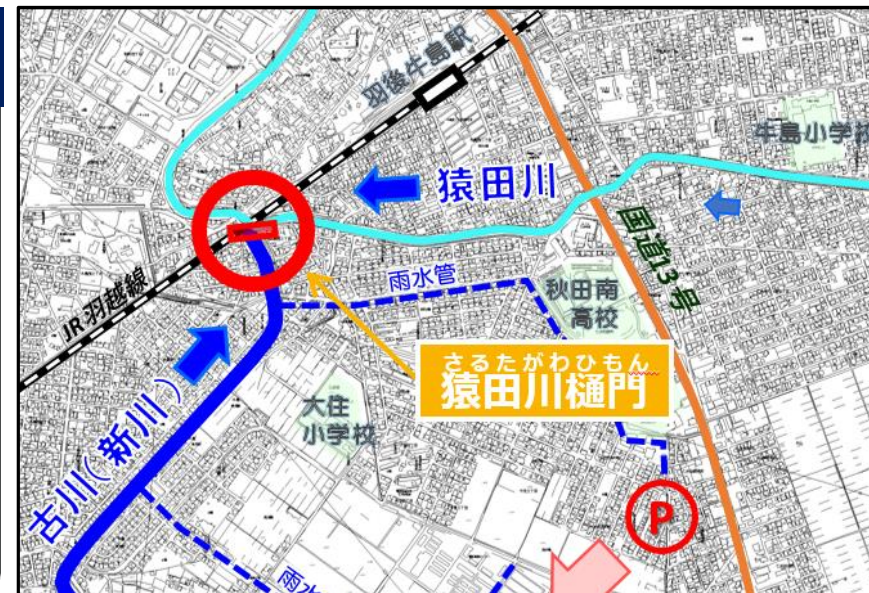 羽後牛島駅
牛島小学校
猿田川
国道13号
雨水管
秋田南
高校
JR羽越線
さるたがわひもん
猿田川樋門
大住
小学校
古川(新川)
P
雨水